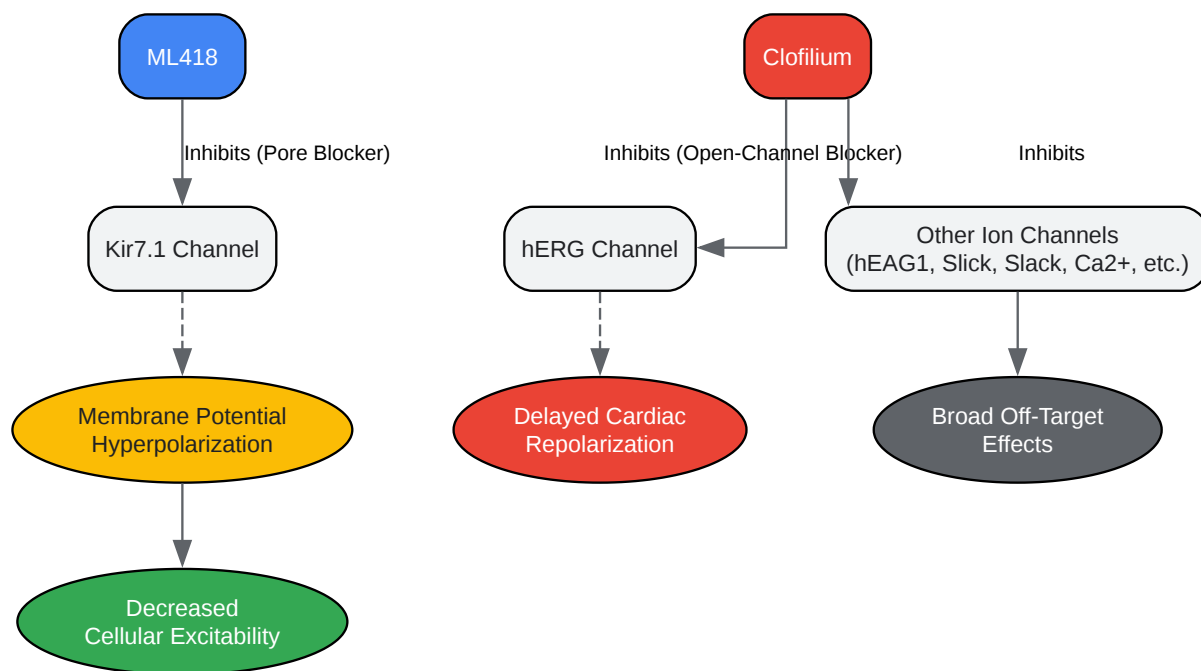 ML418
Clofilium
Inhibits (Pore Blocker)
Inhibits (Open-Channel Blocker)
Inhibits
Kir7.1 Channel
hERG Channel
Other Ion Channels
(hEAG1, Slick, Slack, Ca2+, etc.)
Membrane Potential
Hyperpolarization
Delayed Cardiac
Repolarization
Broad Off-Target
Effects
Decreased
Cellular Excitability